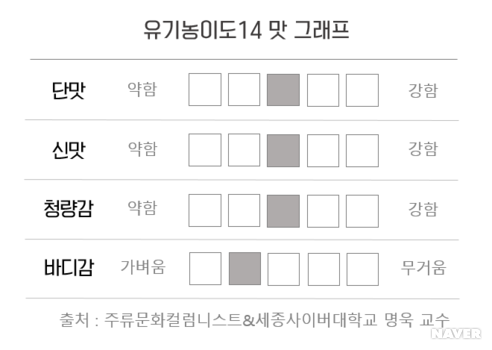 유기농이도14 맛 그래프
단맛 약함 강함
신맛 약함 강함
청량감 약함 강함
바디감 가벼움 무거움
출처 : 주류문화컬럼니스트&세종사이버대학교 명욱 교수
NAVER